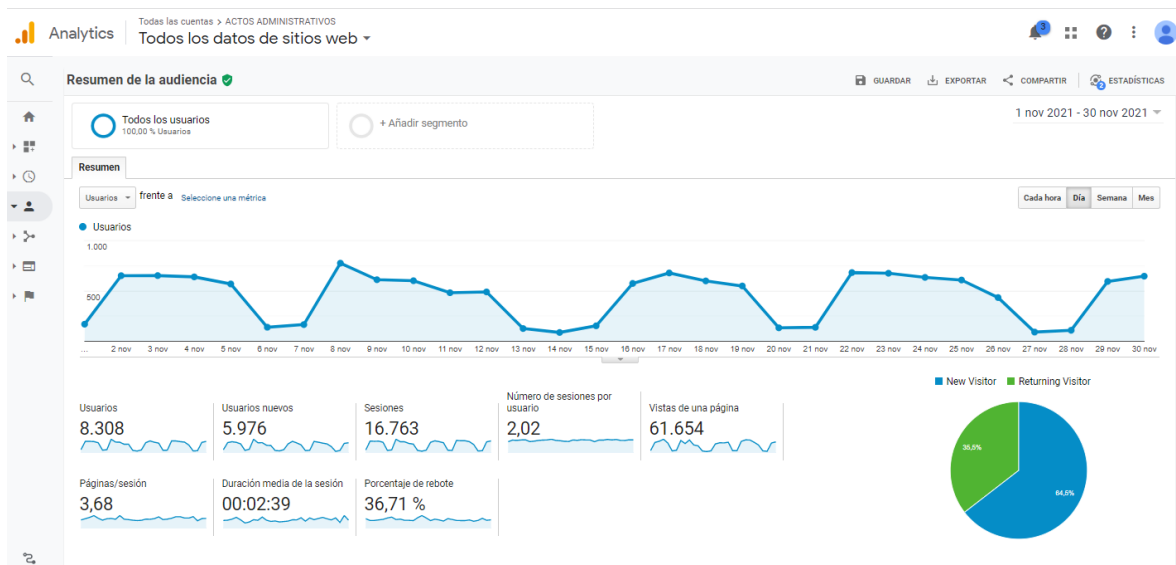 Todas las cuentas > ACTOS ADMINISTRATIVOS
Analytics
Todos los datos de sitios web
3
Resumen de la audiencia
GUARDAR
EXPORTAR
COMPARTIR
2
ESTADÍSTICAS
Todos los usuarios
100,00 % Usuarios
+ Añadir segmento
1 nov 2021 - 30 nov 2021
Resumen
Usuarios
frente a
Seleccione una métrica
Cada hora
Día
Semana
Mes
Usuarios
1.000
500
... 2 nov 3 nov 4 nov 5 nov 6 nov 7 nov 8 nov 9 nov 10 nov 11 nov 12 nov 13 nov 14 nov 15 nov 16 nov 17 nov 18 nov 19 nov 20 nov 21 nov 22 nov 23 nov 24 nov 25 nov 26 nov 27 nov 28 nov 29 nov 30 nov
New Visitor
Returning Visitor
Usuarios
8.308
Usuarios nuevos
5.976
Sesiones
16.763
Número de sesiones por
usuario
2,02
Vistas de una página
61.654
Páginas/sesión
3,68
Duración media de la sesión
00:02:39
Porcentaje de rebote
36,71 %
35,5%
64,5%